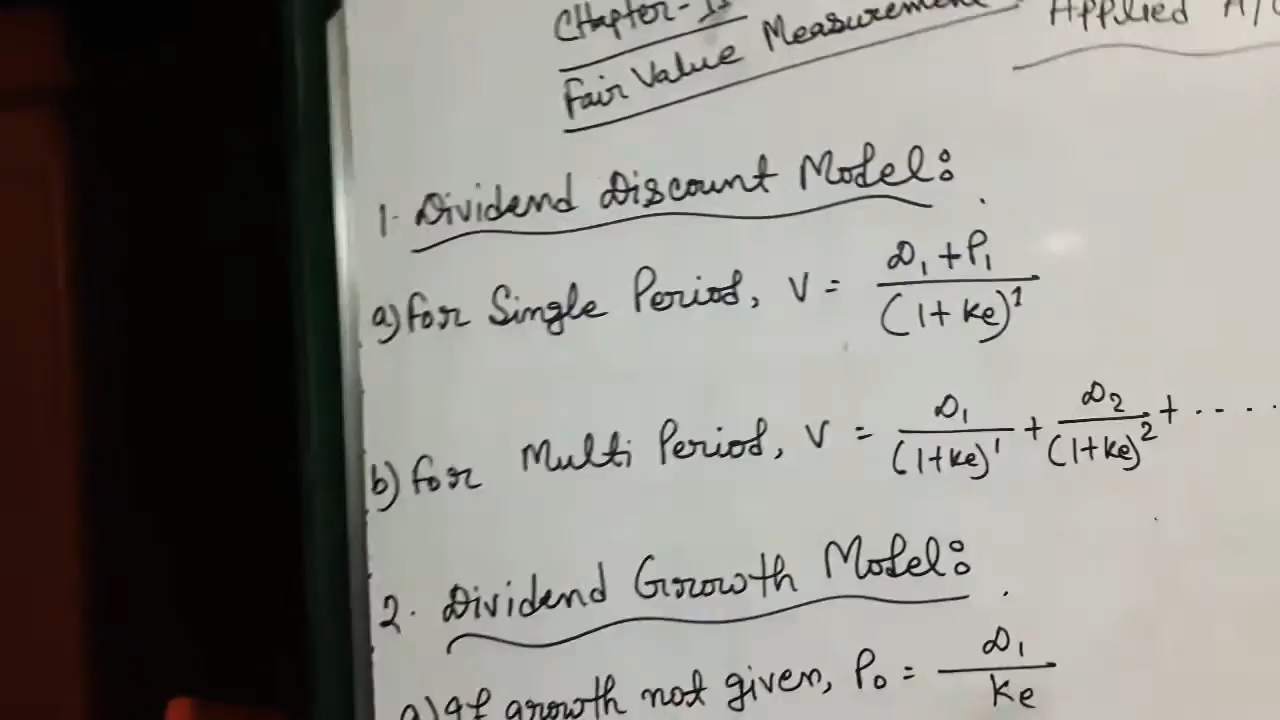 Chapter-
Fair Value Measurement
Applied A/
1. Dividend Discount Model:
a) For Single Period, V = D₁ + P₁ / (1 + Ke)¹
b) For Multi Period, V = D₁ / (1+Ke)¹ + D₂ / (1+Ke)² + ....
2. Dividend Growth Model:
a) If growth not given, P₀ = D₁ / Ke